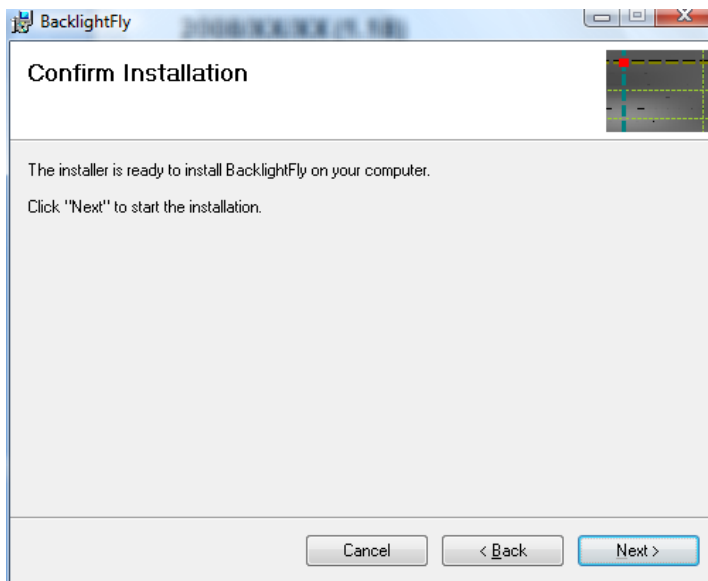 BacklightFly
Confirm Installation
The installer is ready to install BacklightFly on your computer.
Click "Next" to start the installation.
Cancel
< Back
Next >